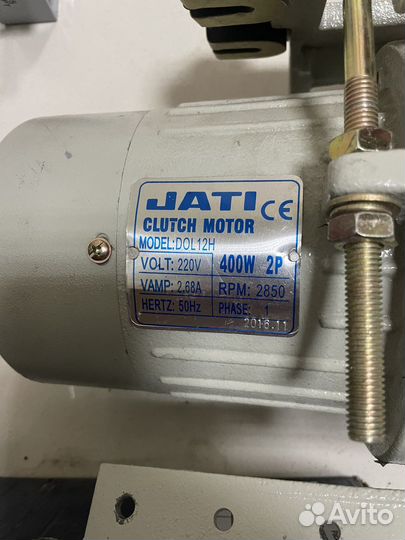 JATI CE
CLUTCH MOTOR
MODEL:DOL12H
VOLT: 220V 400W 2P
VAMP: 2.68A RPM: 2850
HERTZ: 50Hz PHASE: 1
2016.11
Avito